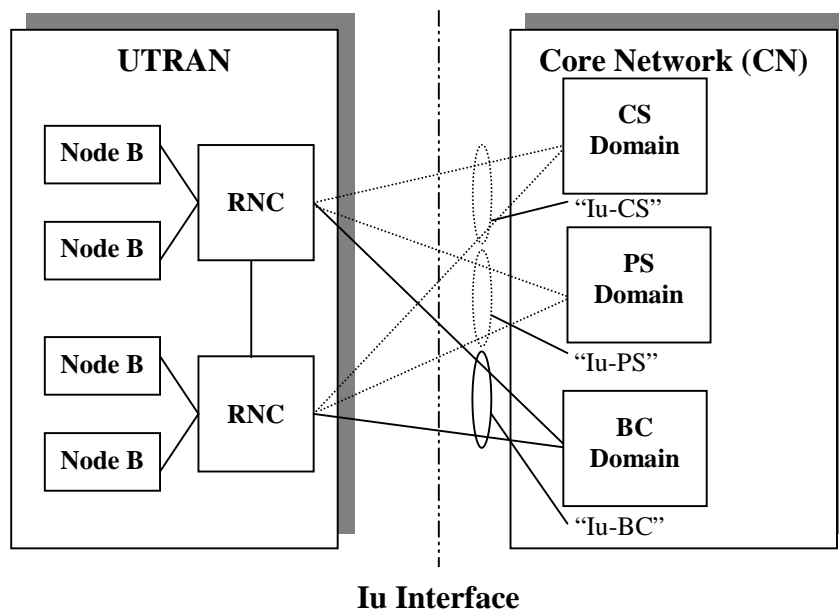 UTRAN
Node B
Node B
RNC
Node B
Node B
RNC
Core Network (CN)
CS
Domain
“Iu-CS”
PS
Domain
“Iu-PS”
BC
Domain
“Iu-BC”
Iu Interface